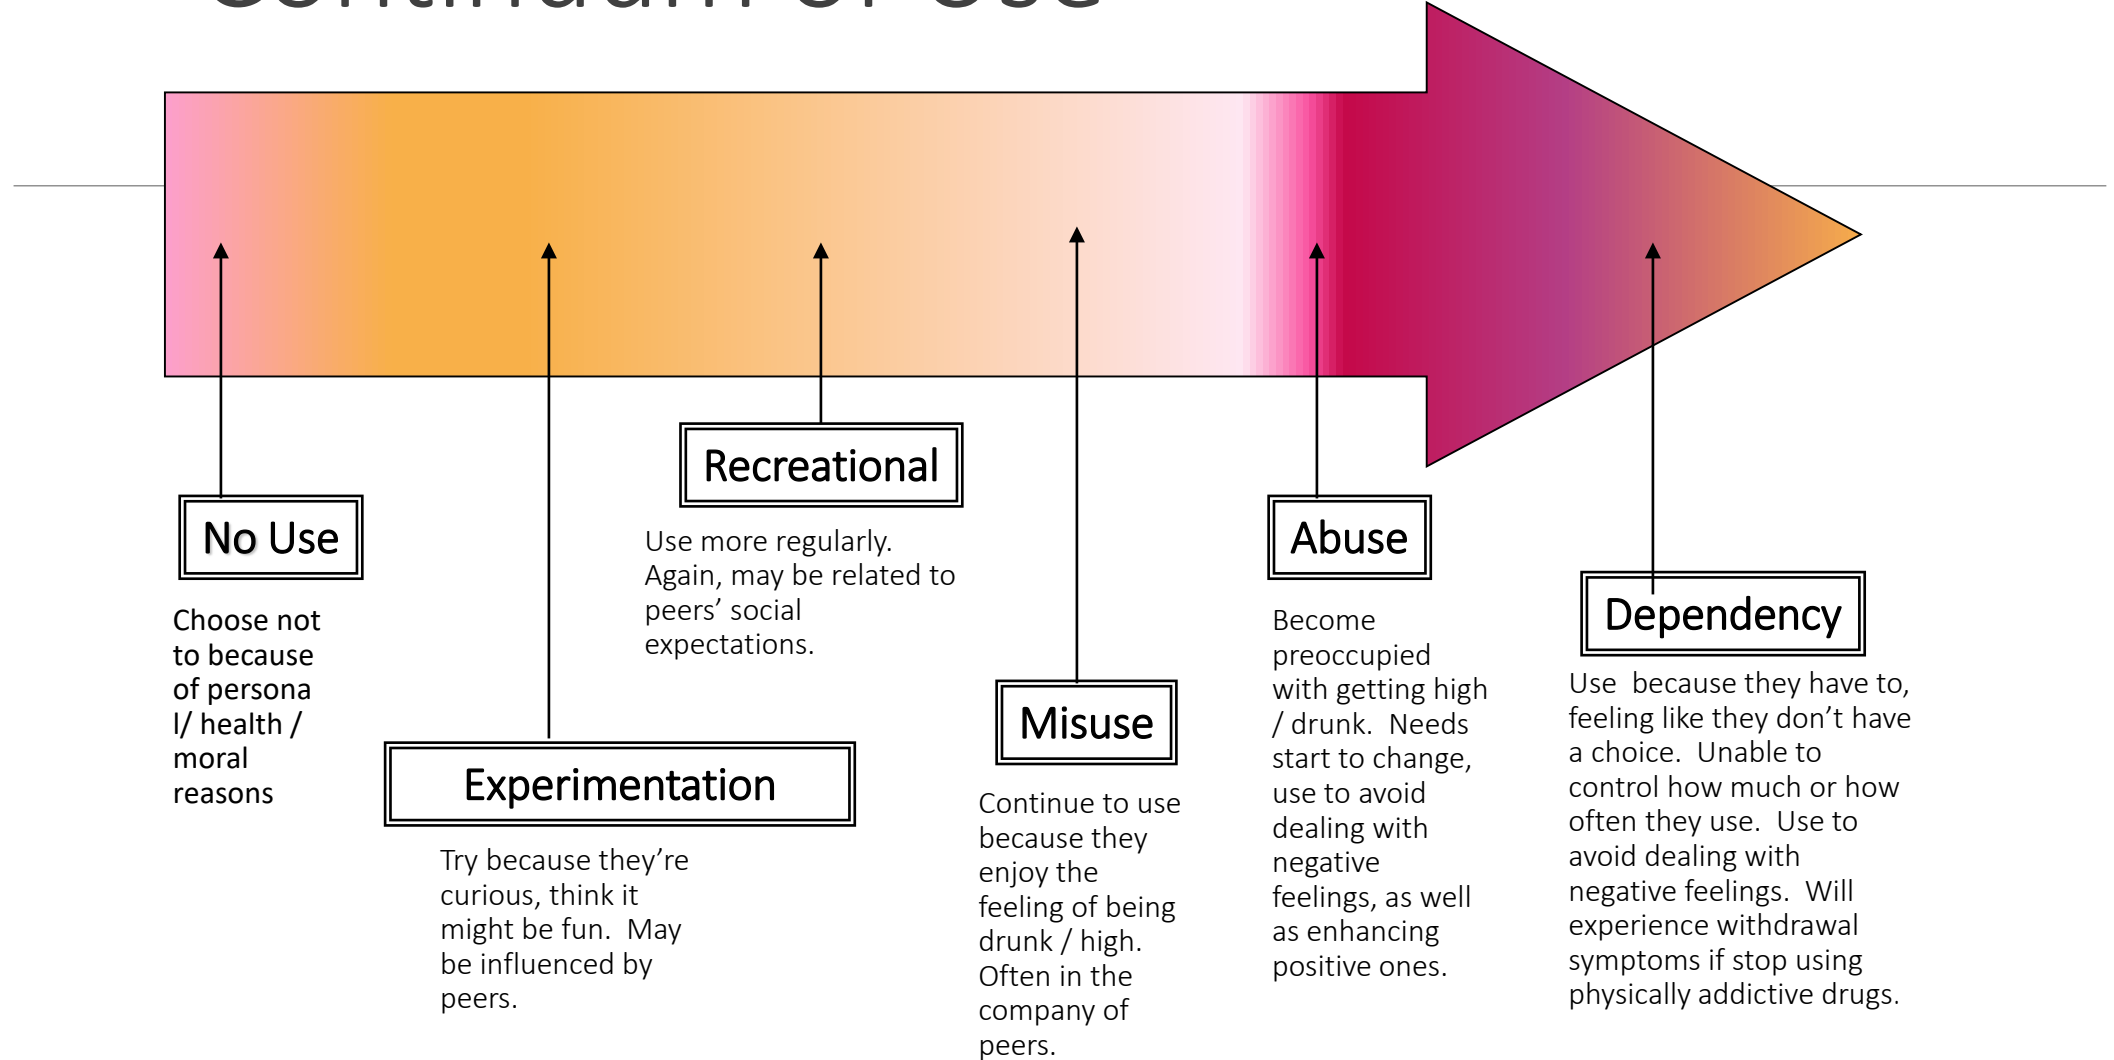 Continuum of Use
No Use
Choose not
to because
of persona
l/ health /
moral
reasons
Experimentation
Try because they’re
curious, think it
might be fun.  May
be influenced by
peers.
Recreational
Use more regularly.
Again, may be related to
peers’ social
expectations.
Misuse
Continue to use
because they
enjoy the
feeling of being
drunk / high.
Often in the
company of
peers.
Abuse
Become
preoccupied
with getting high
/ drunk.  Needs
start to change,
use to avoid
dealing with
negative
feelings, as well
as enhancing
positive ones.
Dependency
Use  because they have to,
feeling like they don’t have
a choice.  Unable to
control how much or how
often they use.  Use to
avoid dealing with
negative feelings.  Will
experience withdrawal
symptoms if stop using
physically addictive drugs.